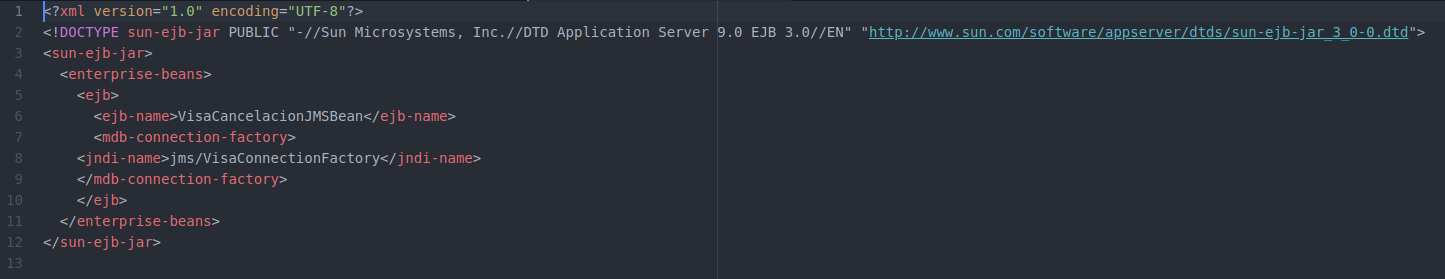 1 <?xml version="1.0" encoding="UTF-8"?>
2 <!DOCTYPE sun-ejb-jar PUBLIC "-//Sun Microsystems, Inc.//DTD Application Server 9.0 EJB 3.0//EN" "http://www.sun.com/software/appserver/dtds/sun-ejb-jar_3_0-0.dtd">
3 <sun-ejb-jar>
4   <enterprise-beans>
5     <ejb>
6       <ejb-name>VisaCancelacionJMSBean</ejb-name>
7       <mdb-connection-factory>
8     <jndi-name>jms/VisaConnectionFactory</jndi-name>
9     </mdb-connection-factory>
10     </ejb>
11   </enterprise-beans>
12 </sun-ejb-jar>
13